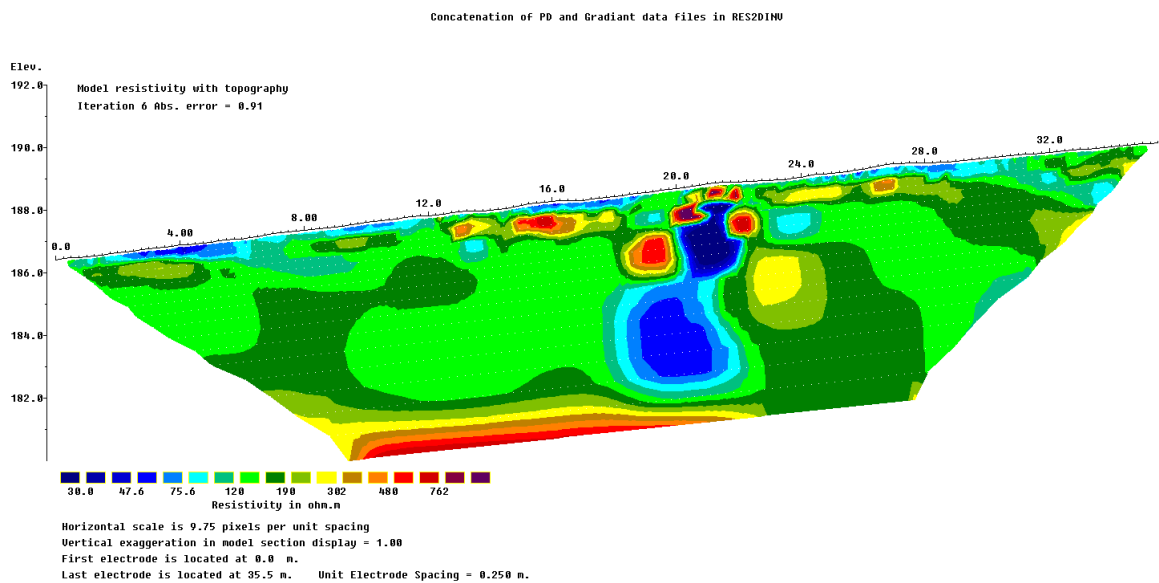 Concatenation of PD and Gradiant data files in RES2DINV
Elev.
192.0
Model resistivity with topography
Iteration 6 Abs. error = 0.91
190.0
32.0
28.0
24.0
20.0
16.0
188.0
12.0
8.00
4.00
0.0
186.0
184.0
182.0
30.0 47.6 75.6 120 190 302 480 762
Resistivity in ohm.m
Horizontal scale is 9.75 pixels per unit spacing
Vertical exaggeration in model section display = 1.00
First electrode is located at 0.0 m.
Last electrode is located at 35.5 m. Unit Electrode Spacing = 0.250 m.